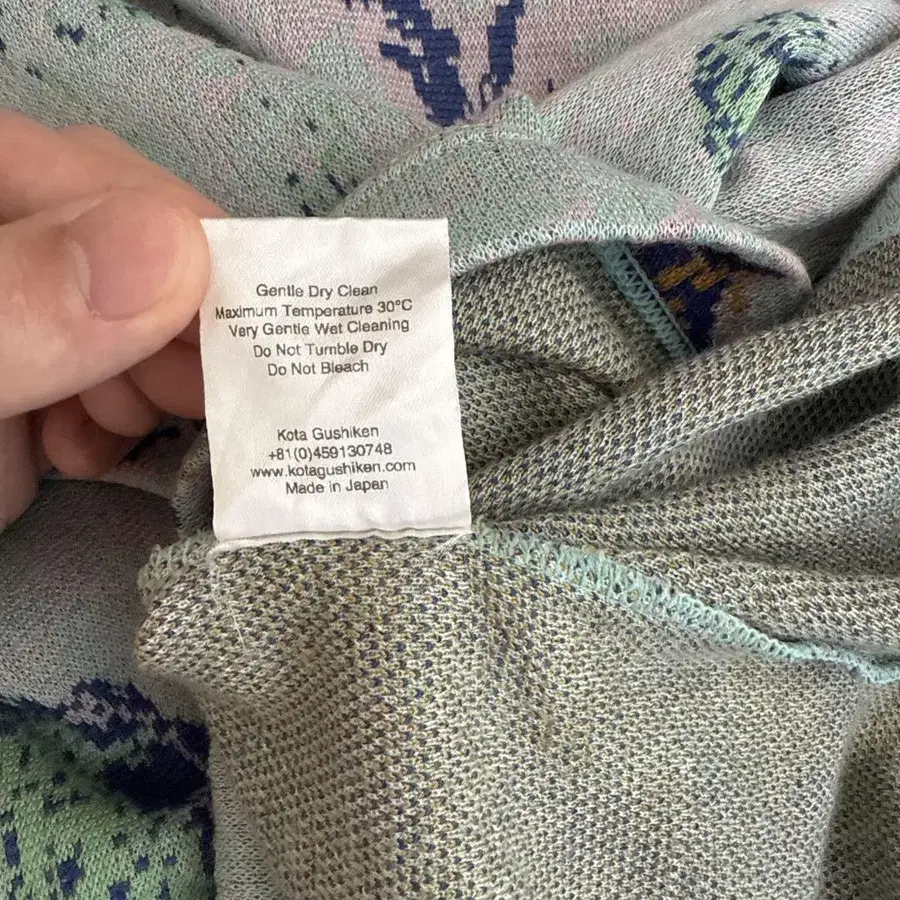 Gentle Dry Clean
Maximum Temperature 30°C
Very Gentle Wet Cleaning
Do Not Tumble Dry
Do Not Bleach
Kota Gushiken
+81(0)459130748
www.kotagushiken.com
Made in Japan